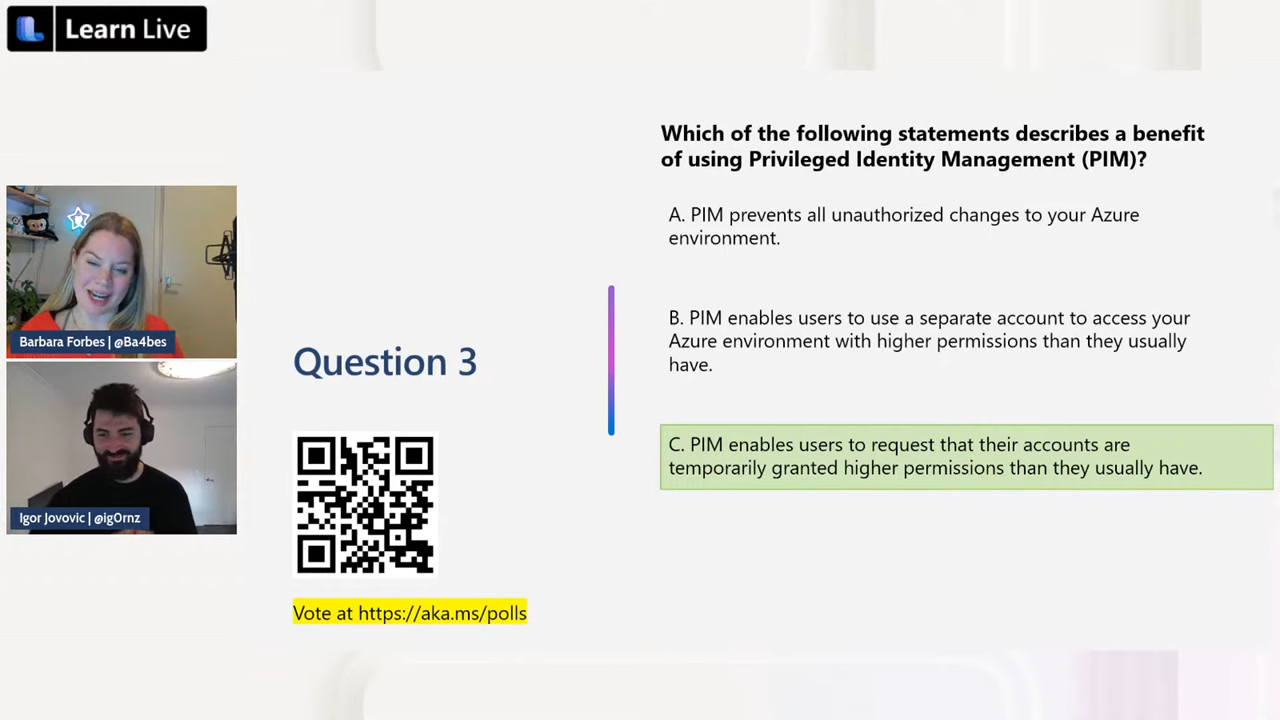 Learn Live
Which of the following statements describes a benefit
of using Privileged Identity Management (PIM)?
A. PIM prevents all unauthorized changes to your Azure
environment.
B. PIM enables users to use a separate account to access your
Azure environment with higher permissions than they usually
have.
C. PIM enables users to request that their accounts are
temporarily granted higher permissions than they usually have.
Question 3
Vote at https://aka.ms/polls
Barbara Forbes | @Ba4bes
Igor Jovovic | @ig0rnz